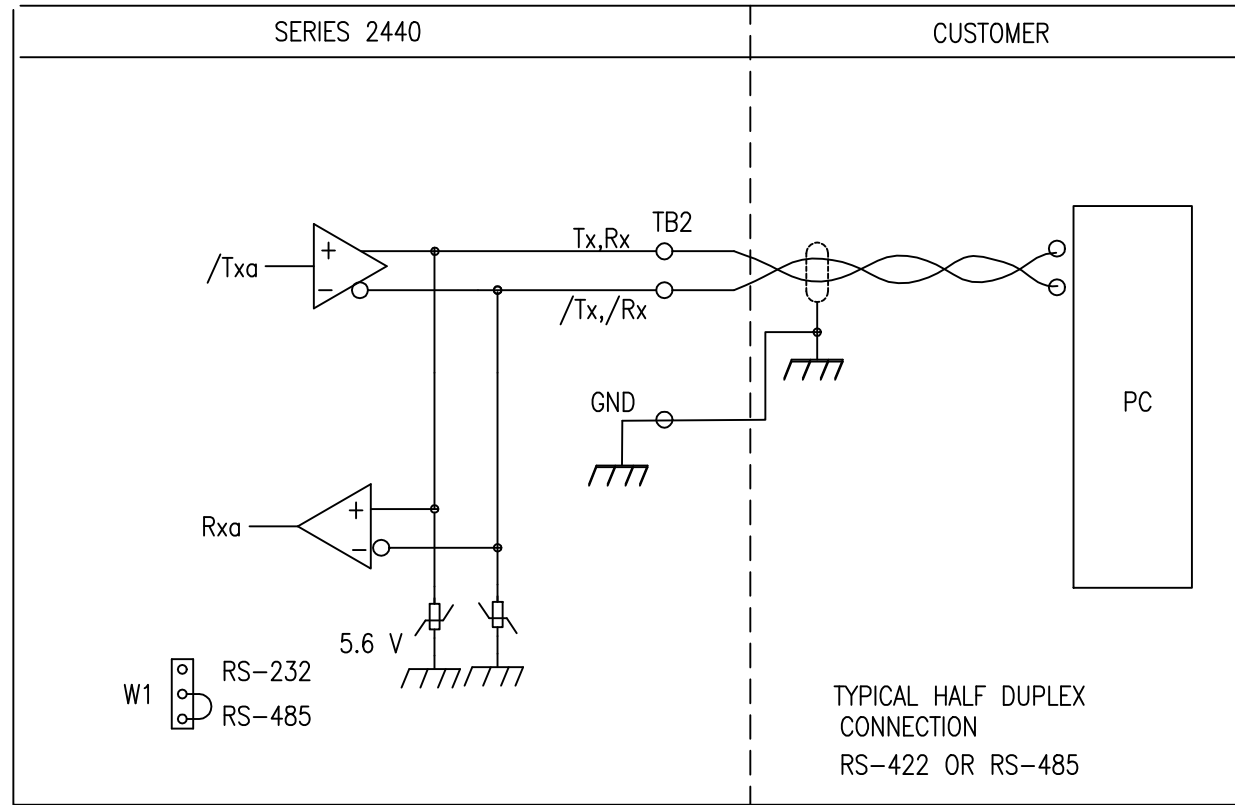 SERIES 2440
CUSTOMER
Tx,Rx
TB2
/Txa
+
−
/Tx,/Rx
GND
PC
Rxa
+
−
5.6 V
W1
RS−232
RS−485
TYPICAL HALF DUPLEX
CONNECTION
RS−422 OR RS−485